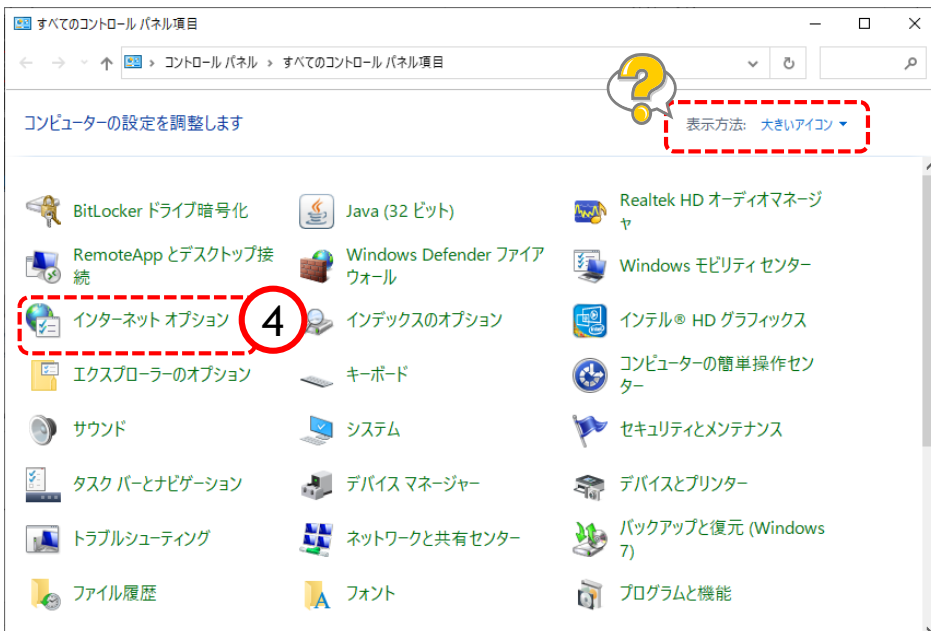 すべてのコントロール パネル項目
コントロール パネル › すべてのコントロール パネル項目
?
コンピューターの設定を調整します
表示方法: 大きいアイコン
BitLocker ドライブ暗号化
Java (32 ビット)
Realtek HD オーディオマネージ
ャ
RemoteApp とデスクトップ接
続
Windows Defender ファイア
ウォール
Windows モビリティ センター
インターネット オプション
4
インデックスのオプション
インテル® HD グラフィックス
エクスプローラーのオプション
キーボード
コンピューターの簡単操作セン
ター
サウンド
システム
セキュリティとメンテナンス
タスク バーとナビゲーション
デバイス マネージャー
デバイスとプリンター
トラブルシューティング
ネットワークと共有センター
バックアップと復元 (Windows
7)
ファイル履歴
フォント
プログラムと機能